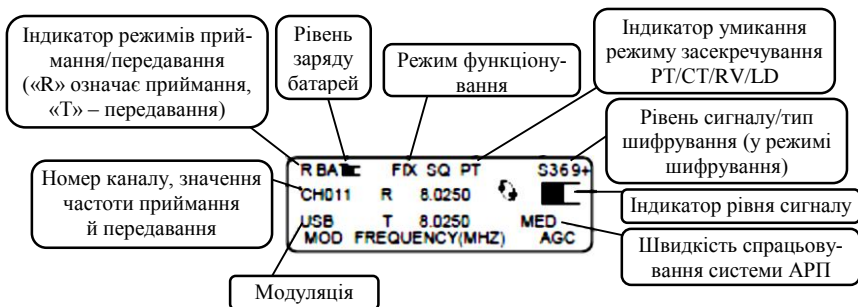 Індикатор режимів прий-
мання/передавання
(«R» означає приймання,
«T» – передавання)
Рівень
заряду
батарей
Режим функціону-
вання
Індикатор умикання
режиму засекречування
PT/CT/RV/LD
Рівень сигналу/тип
шифрування (у режимі
шифрування)
Номер каналу, значення
частоти приймання
й передавання
R BAT FIX SQ PT S369+
CH011 R 8.0250
USB T 8.0250 MED
MOD FREQUENCY(MHZ) AGC
Індикатор рівня сигналу
Швидкість спрацьову-
вання системи АРП
Модуляція